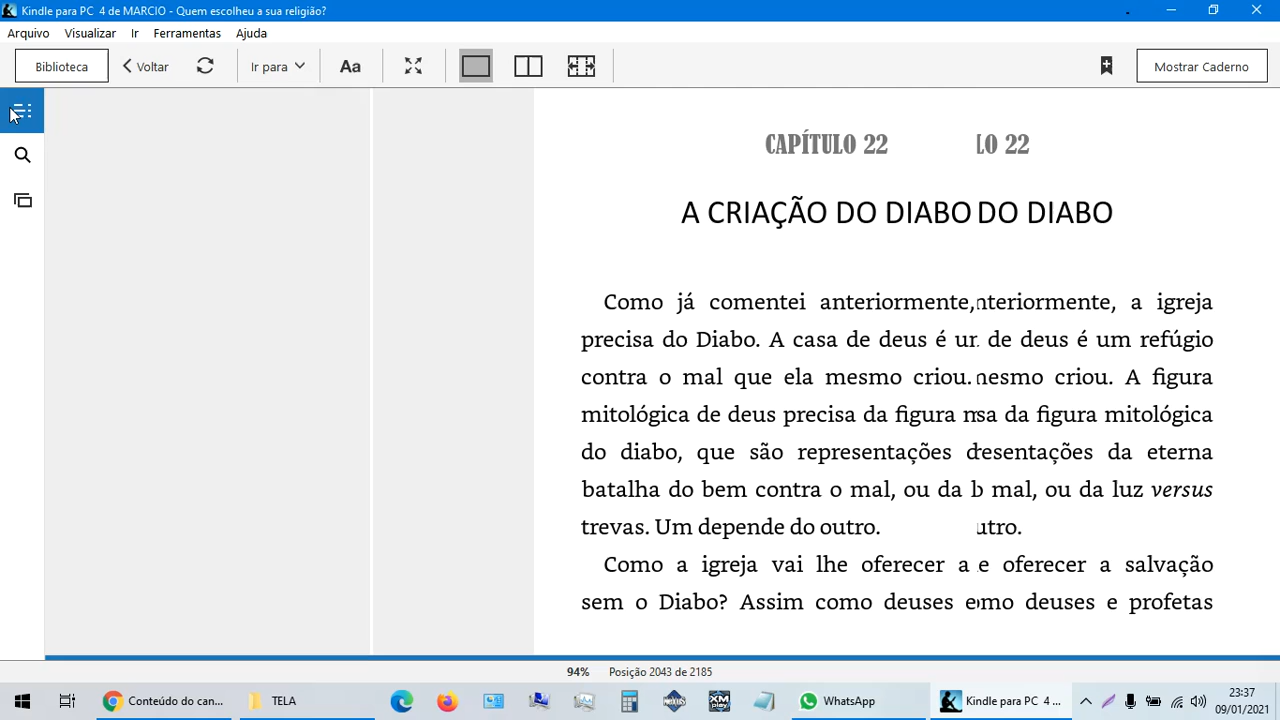 Kindle para PC 4 de MARCIO - Quem escolheu a sua religião?
Arquivo Visualizar Ir Ferramentas Ajuda
Biblioteca Voltar Ir para Aa Mostrar Caderno
CAPÍTULO 22 LO 22
A CRIAÇÃO DO DIABO DO DIABO
Como já comentei anteriormente, nteriormente, a igreja
precisa do Diabo. A casa de deus é ur. de deus é um refúgio
contra o mal que ela mesmo criou. nesmo criou. A figura
mitológica de deus precisa da figura nsa da figura mitológica
do diabo, que são representações dresentações da eterna
batalha do bem contra o mal, ou da b mal, ou da luz versus
trevas. Um depende do outro. utro.
Como a igreja vai lhe oferecer a e oferecer a salvação
sem o Diabo? Assim como deuses eomo deuses e profetas
94% Posição 2043 de 2185
Conteúdo do can... TELA WhatsApp Kindle para PC 4 ... 23:37
09/01/2021